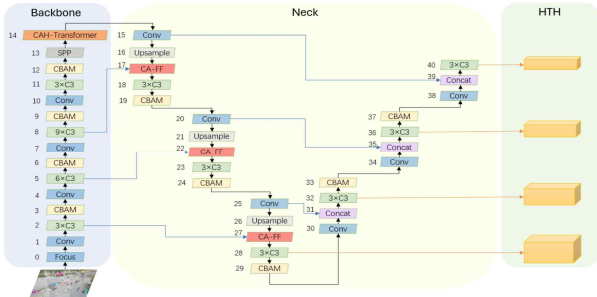 Backbone
Neck
HTH
14 CAH-Transformer
13 SPP
12 CBAM
11 3×C3
10 Conv
9 CBAM
8 9×C3
7 Conv
6 CBAM
5 6×C3
4 Conv
3 CBAM
2 3×C3
1 Conv
0 Focus
15 Conv
16 Upsample
17 CA-FF
18 3×C3
19 CBAM
20 Conv
21 Upsample
22 CA-FF
23 3×C3
24 CBAM
25 Conv
26 Upsample
27 CA-FF
28 3×C3
29 CBAM
30 Conv
31 Concat
32 3×C3
33 CBAM
34 Conv
35 Concat
36 3×C3
37 CBAM
38 Conv
39 Concat
40 3×C3